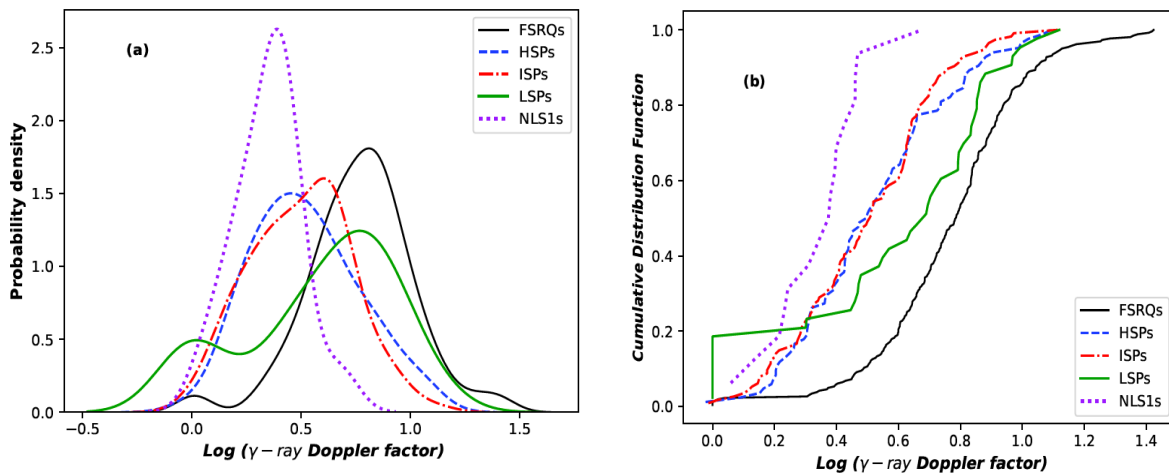 (a)
FSRQs
HSPs
ISPs
LSPs
NLS1s
Probability density
2.5
2.0
1.5
1.0
0.5
0.0
−0.5 0.0 0.5 1.0 1.5
Log (γ − ray Doppler factor)
(b)
Cumulative Distribution Function
1.0
0.8
0.6
0.4
0.2
0.0
FSRQs
HSPs
ISPs
LSPs
NLS1s
0.0 0.2 0.4 0.6 0.8 1.0 1.2 1.4
Log (γ − ray Doppler factor)